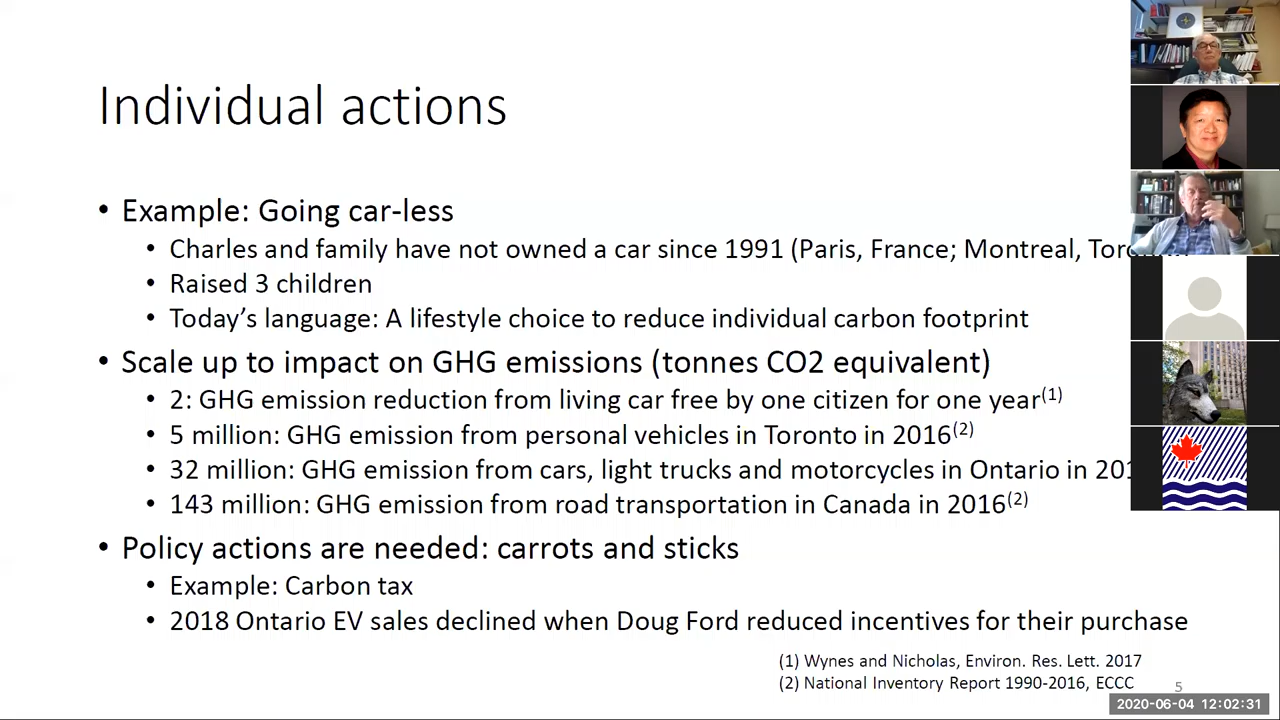 Individual actions
• Example: Going car-less
• Charles and family have not owned a car since 1991 (Paris, France; Montreal,
• Raised 3 children
• Today's language: A lifestyle choice to reduce individual carbon footprint
• Scale up to impact on GHG emissions (tonnes CO2 equivalent)
• 2: GHG emission reduction from living car free by one citizen for one year(1)
• 5 million: GHG emission from personal vehicles in Toronto in 2016(2)
• 32 million: GHG emission from cars, light trucks and motorcycles in Ontario in
• 143 million: GHG emission from road transportation in Canada in 2016(2)
• Policy actions are needed: carrots and sticks
• Example: Carbon tax
• 2018 Ontario EV sales declined when Doug Ford reduced incentives for their purchase
(1) Wynes and Nicholas, Environ. Res. Lett. 2017
(2) National Inventory Report 1990-2016, ECCC
5
2020-06-04 12:02:31